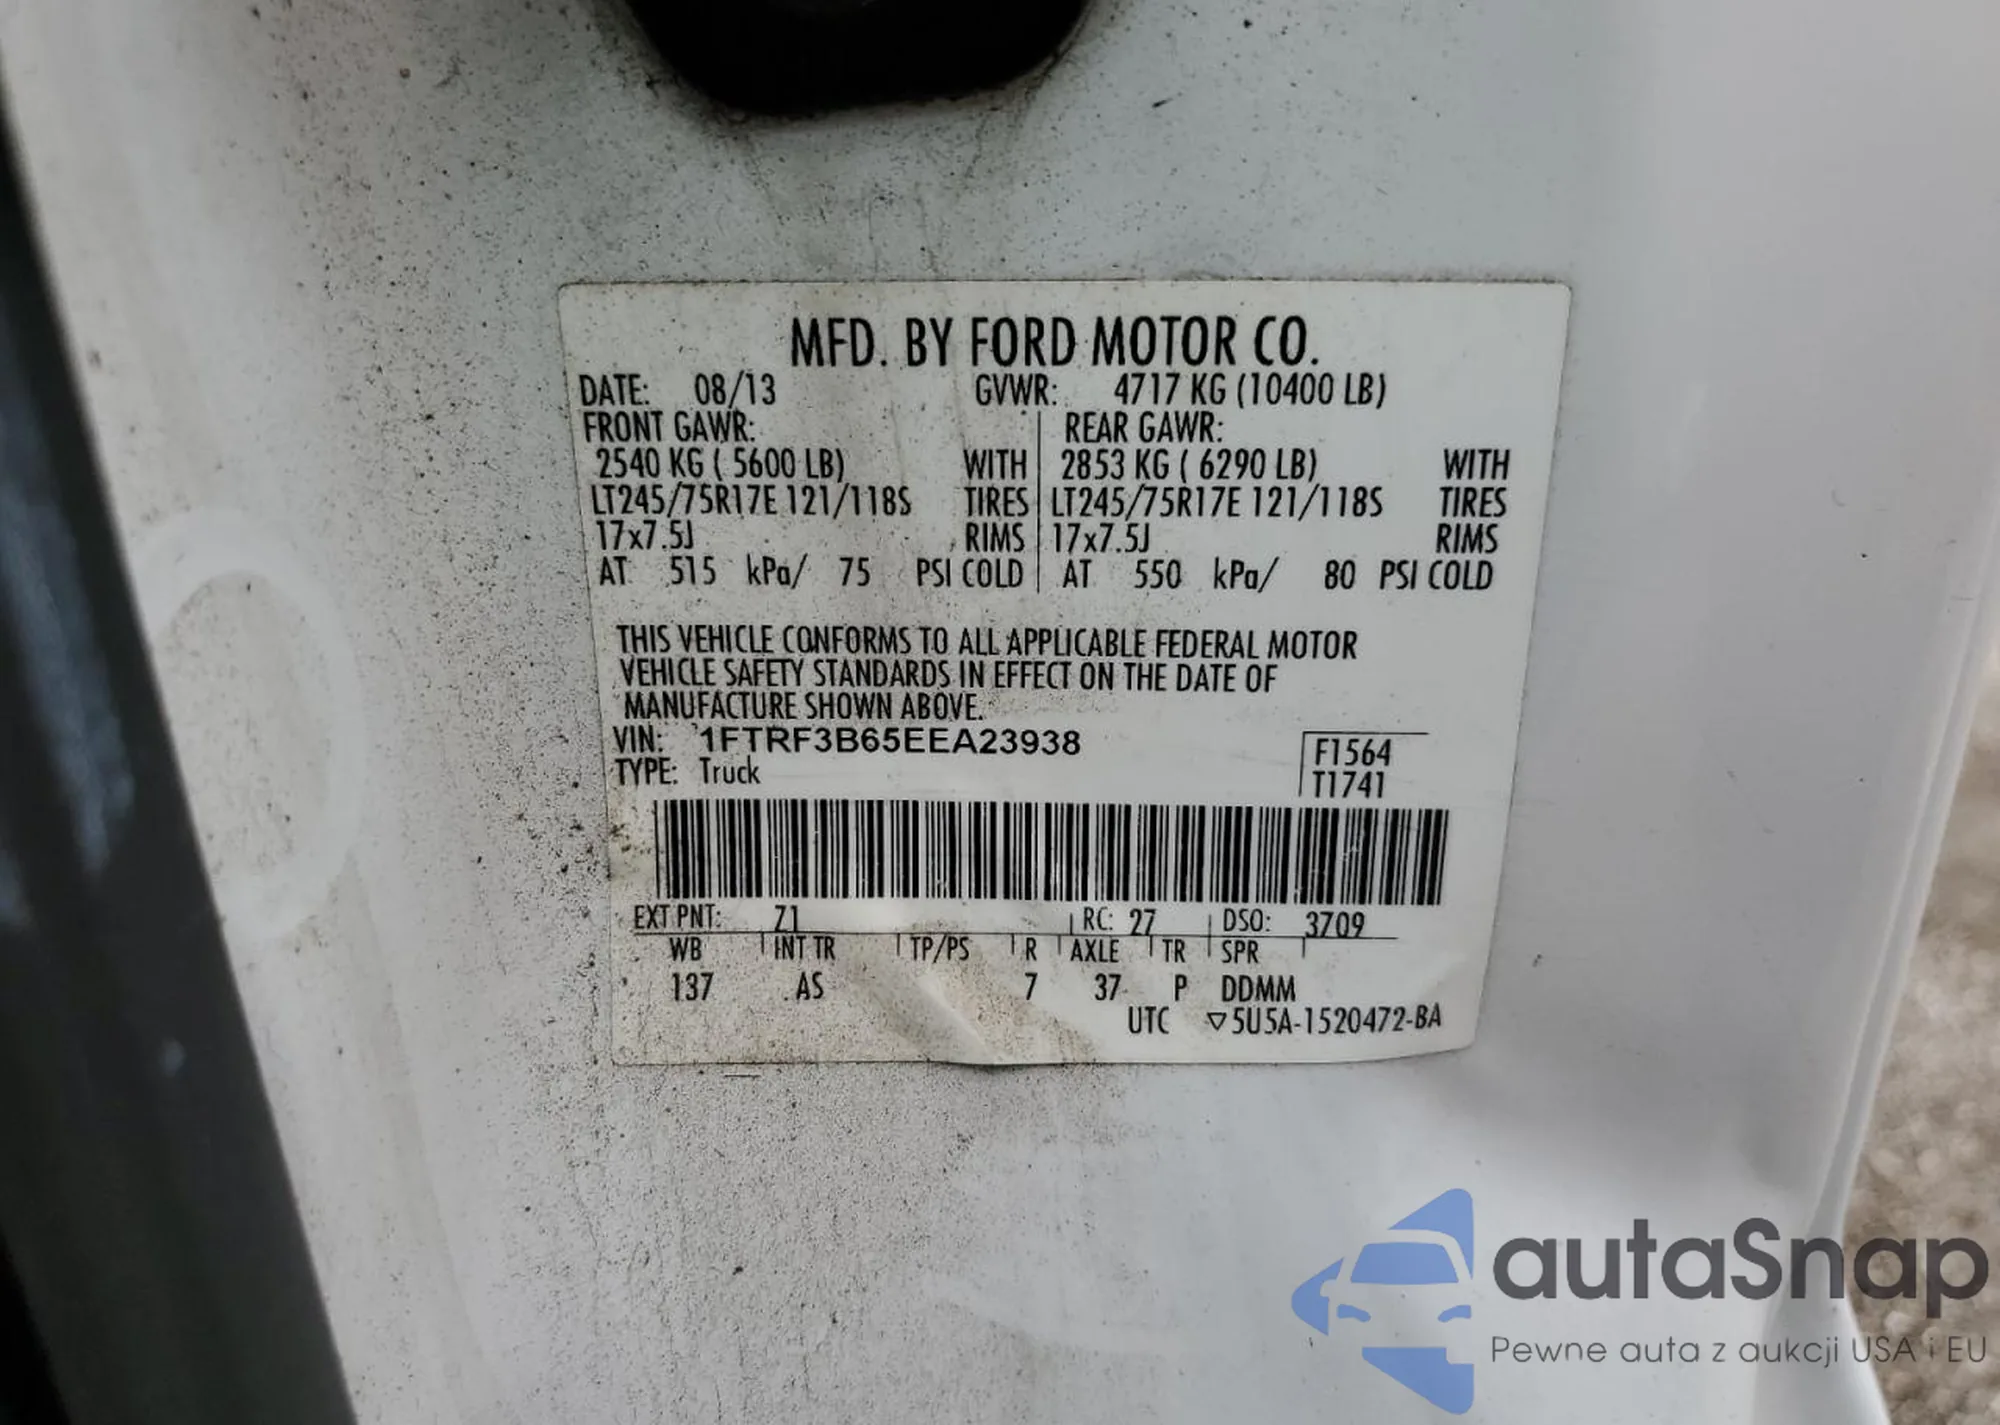 MFD. BY FORD MOTOR CO.
DATE: 08/13 GVWR: 4717 KG (10400 LB)
FRONT GAWR: REAR GAWR:
2540 KG ( 5600 LB) WITH 2853 KG ( 6290 LB) WITH
LT245/75R17E 121/118S TIRES LT245/75R17E 121/118S TIRES
17x7.5J RIMS 17x7.5J RIMS
AT 515 kPa/ 75 PSI COLD AT 550 kPa/ 80 PSI COLD
THIS VEHICLE CONFORMS TO ALL APPLICABLE FEDERAL MOTOR
VEHICLE SAFETY STANDARDS IN EFFECT ON THE DATE OF
MANUFACTURE SHOWN ABOVE.
VIN: 1FTRF3B65EEA23938 F1564
TYPE: Truck T1741
EXT PNT: Z1 RC: 27 DSO: 3709
WB INT TR TP/PS R AXLE TR SPR
137 AS 7 37 P DDMM
UTC ▽5U5A-1520472-BA
autaSnap
Pewne auta z aukcji USA i EU